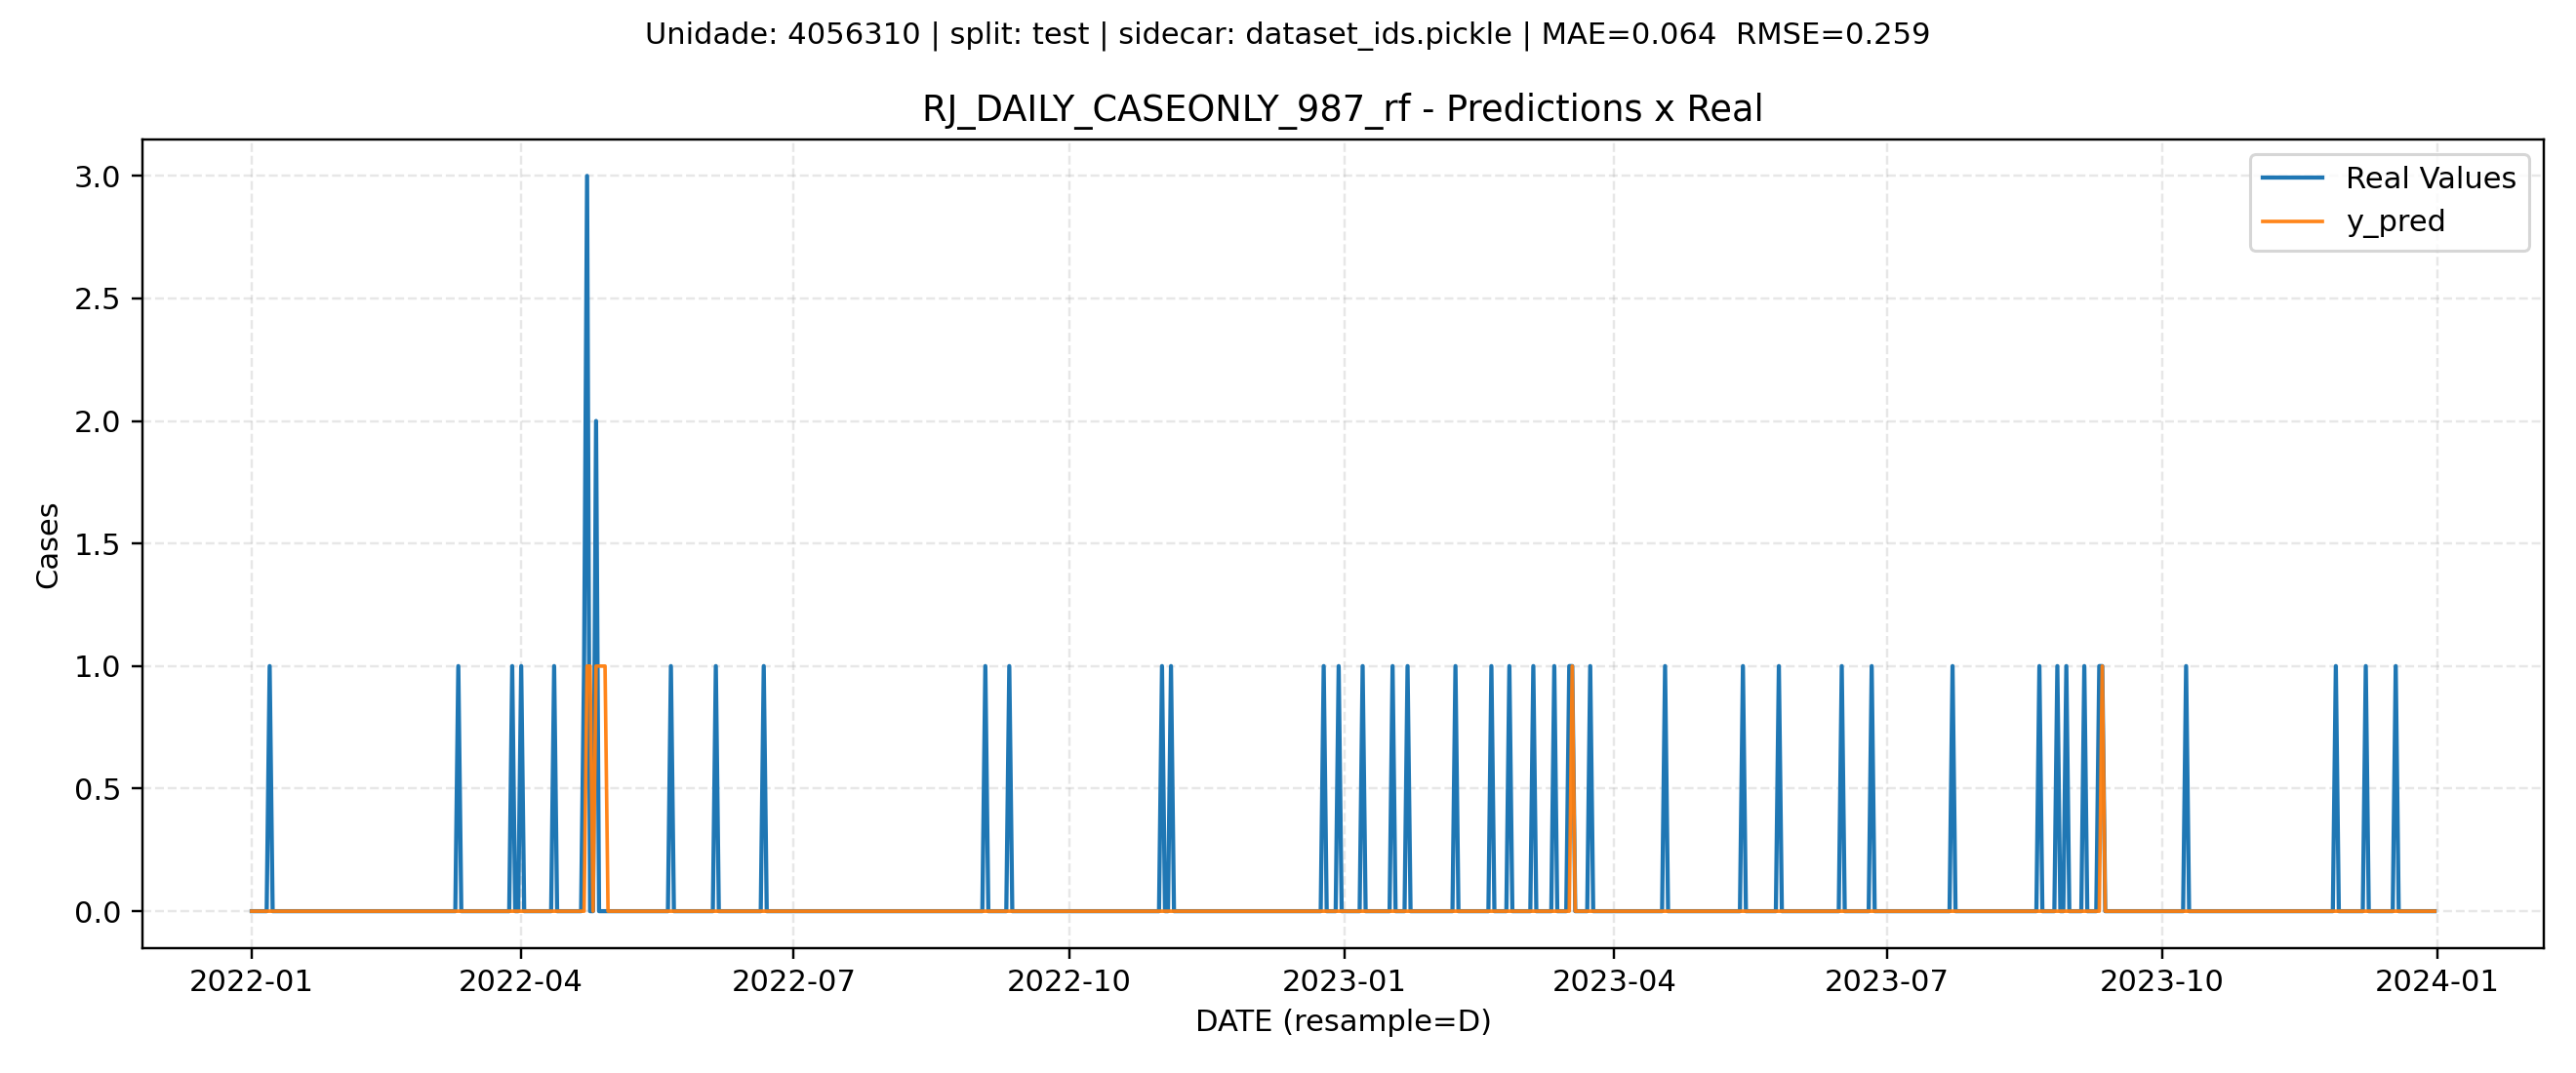 Unidade: 4056310 | split: test | sidecar: dataset_ids.pickle | MAE=0.064  RMSE=0.259
RJ_DAILY_CASEONLY_987_rf - Predictions x Real
Real Values
y_pred
Cases
3.0
2.5
2.0
1.5
1.0
0.5
0.0
2022-01 2022-04 2022-07 2022-10 2023-01 2023-04 2023-07 2023-10 2024-01
DATE (resample=D)